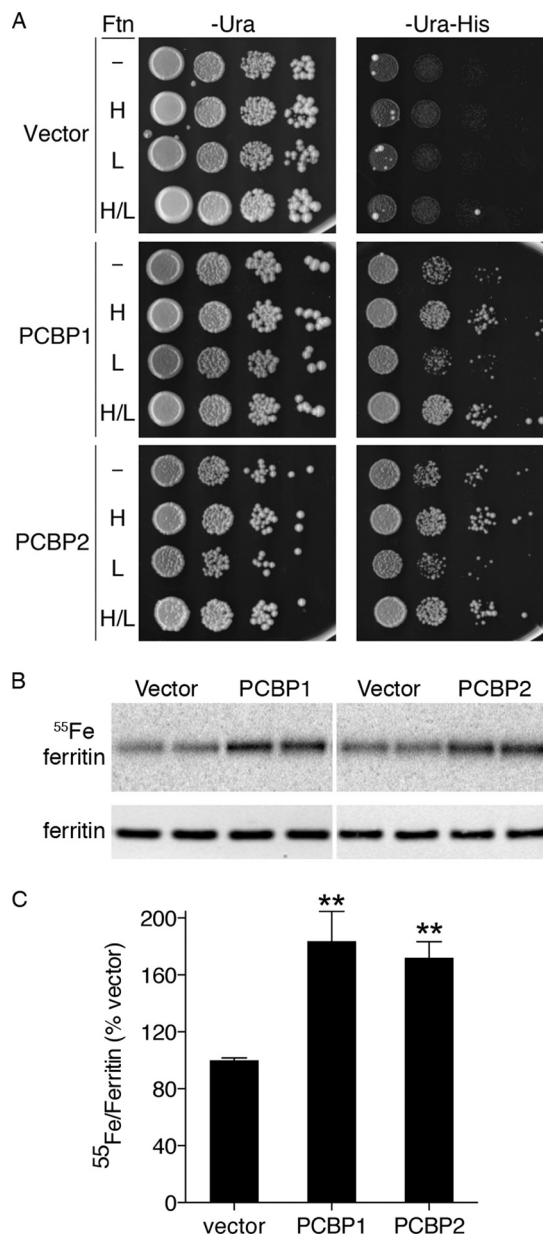 A
Ftn -Ura -Ura-His
Vector
–
H
L
H/L
PCBP1
–
H
L
H/L
PCBP2
–
H
L
H/L
B
Vector PCBP1 Vector PCBP2
55Fe
ferritin
ferritin
C
55Fe/Ferritin (% vector)
200
160
120
80
40
0
** **
vector PCBP1 PCBP2